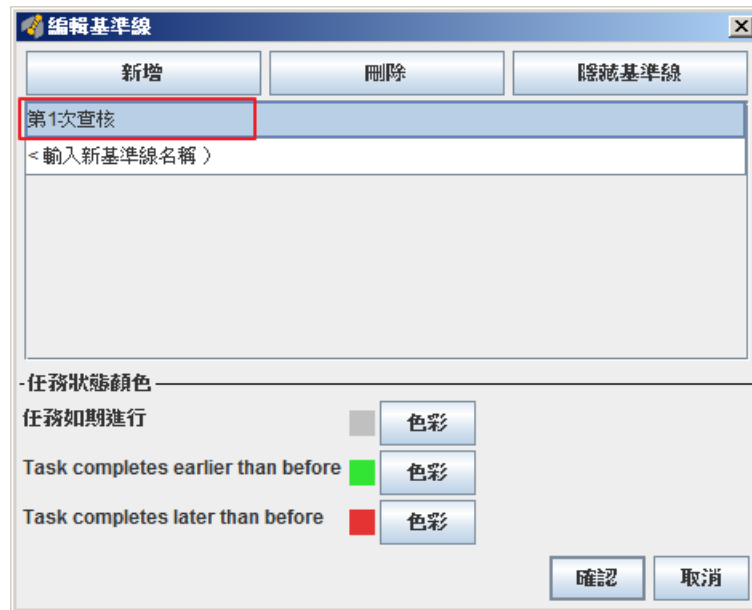 編輯基準線
新增 刪除 隱藏基準線
第1次查核
<輸入新基準線名稱）
任務狀態顏色
任務如期進行 色彩
Task completes earlier than before 色彩
Task completes later than before 色彩
確認 取消